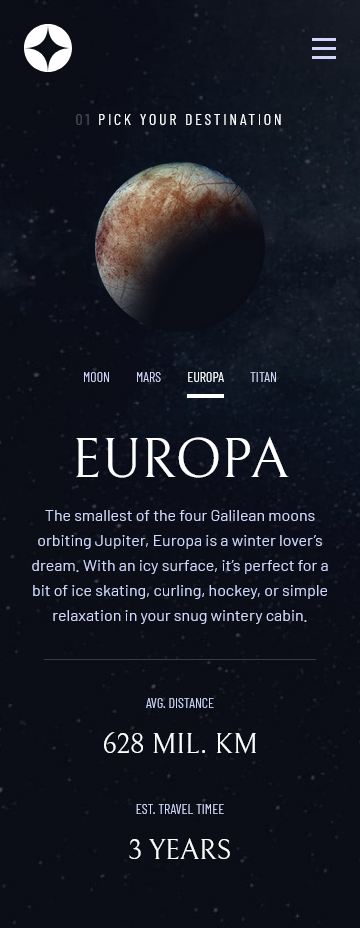 01 PICK YOUR DESTINATION
MOON MARS EUROPA TITAN
EUROPA
The smallest of the four Galilean moons
orbiting Jupiter, Europa is a winter lover’s
dream. With an icy surface, it’s perfect for a
bit of ice skating, curling, hockey, or simple
relaxation in your snug wintery cabin.
AVG. DISTANCE
628 MIL. KM
EST. TRAVEL TIMEE
3 YEARS